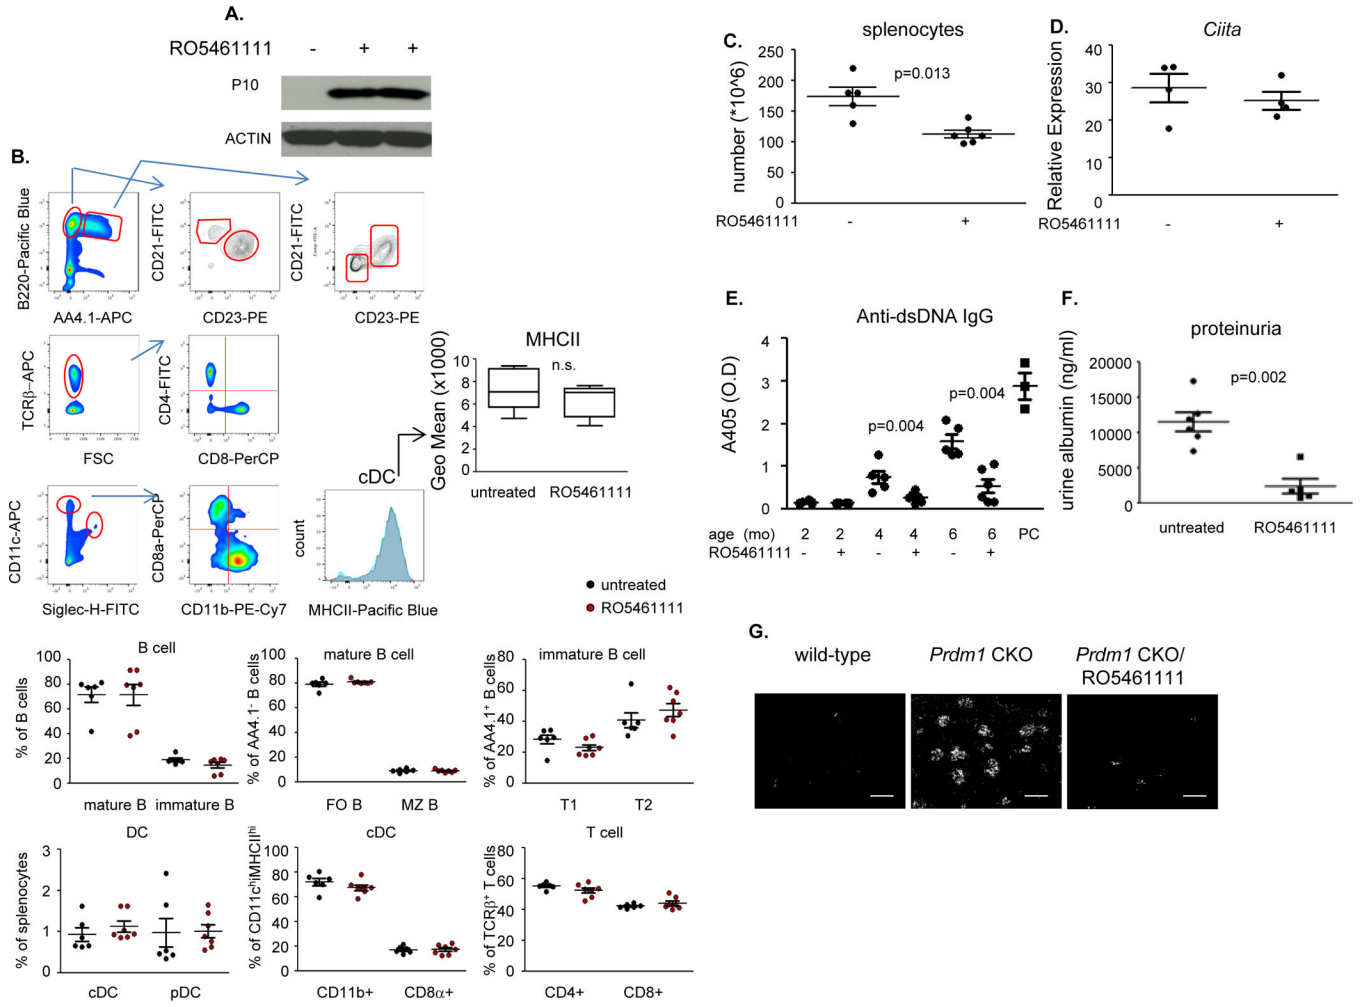 A.
RO5461111 - + +
P10
ACTIN
B.
B220-Pacific Blue
AA4.1-APC
CD21-FITC
CD23-PE
CD21-FITC
CD23-PE
TCRβ-APC
FSC
CD4-FITC
CD8-PerCP
CD11c-APC
Siglec-H-FITC
CD8a-PerCP
CD11b-PE-Cy7
cDC
count
MHCII-Pacific Blue
MHCII
Geo Mean (x1000)
10
8
6
4
2
0
n.s.
untreated RO5461111
untreated
RO5461111
B cell
% of B cells
100
80
60
40
20
0
mature B immature B
mature B cell
% of AA4.1⁻ B cells
100
80
60
40
20
0
FO B MZ B
immature B cell
% of AA4.1⁺ B cells
80
60
40
20
0
T1 T2
DC
% of splenocytes
3
2
1
0
cDC pDC
cDC
% of CD11cʰiMHCIIʰⁱ
100
80
60
40
20
0
CD11b+ CD8α+
T cell
% of TCRβ⁺ T cells
80
60
40
20
0
CD4+ CD8+
C.
splenocytes
number (*10^6)
250
200
150
100
50
0
p=0.013
RO5461111 - +
D.
Ciita
Relative Expression
40
30
20
10
0
RO5461111 - +
E.
Anti-dsDNA IgG
A405 (O.D)
4
3
2
1
0
p=0.004
p=0.004
age (mo) 2 2 4 4 6 6 PC
RO5461111 - + - + - +
F.
proteinuria
urine albumin (ng/ml)
20000
15000
10000
5000
0
p=0.002
untreated RO5461111
G.
wild-type
Prdm1 CKO
Prdm1 CKO/
RO5461111